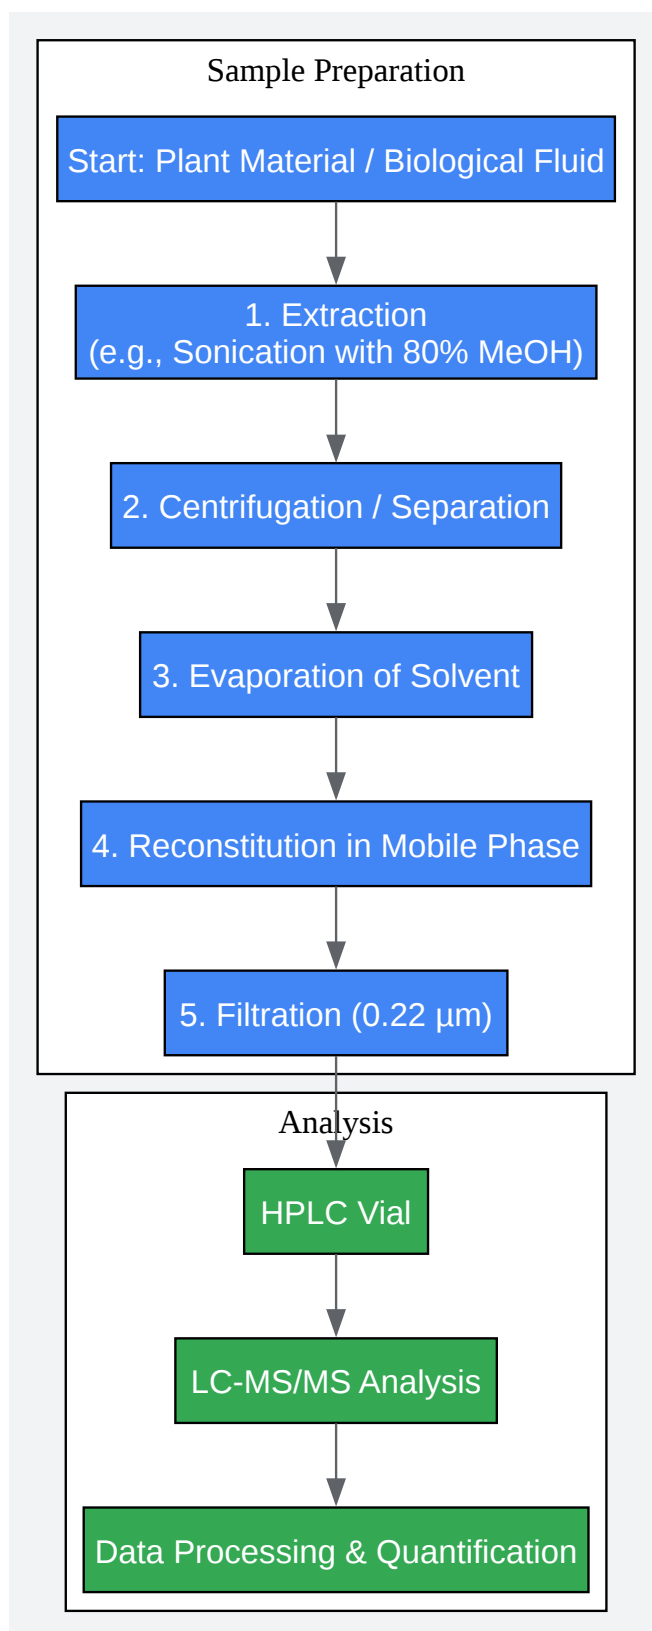 Sample Preparation
Start: Plant Material / Biological Fluid
1. Extraction
(e.g., Sonication with 80% MeOH)
2. Centrifugation / Separation
3. Evaporation of Solvent
4. Reconstitution in Mobile Phase
5. Filtration (0.22 µm)
Analysis
HPLC Vial
LC-MS/MS Analysis
Data Processing & Quantification